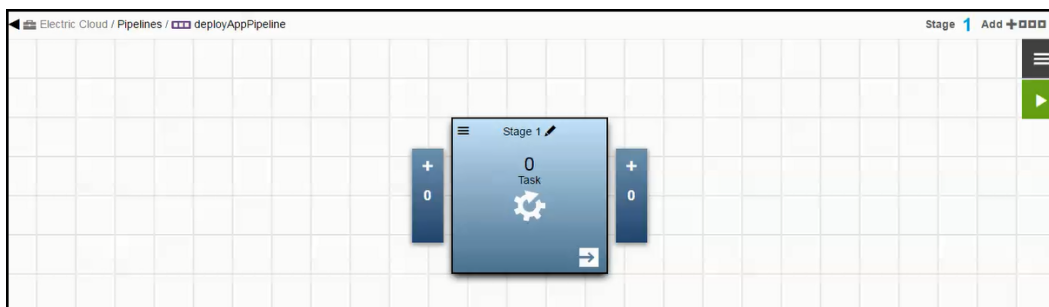 Electric Cloud / Pipelines / deployAppPipeline
Stage 1 Add +
Stage 1
+
0
0
Task
+
0